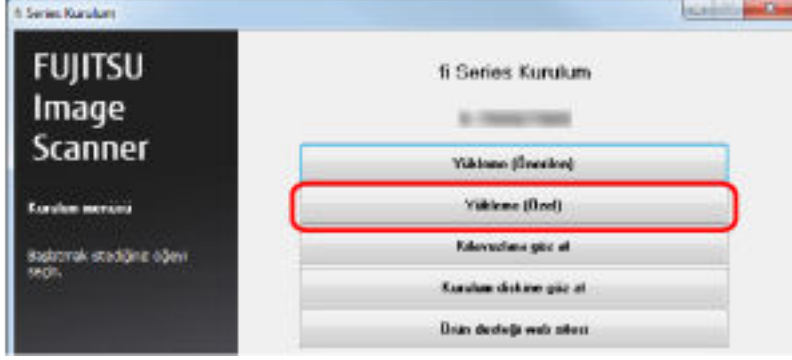 fi Series Kurulum
FUJITSU
Image
Scanner
Kurulum menüsü
Başlatmak istediğiniz öğeyi
seçin.
fi Series Kurulum
Yükleme (Önerilen)
Yükleme (Özel)
Kılavuzlara göz at
Kurulum diskine göz at
Ürün desteği web sitesi